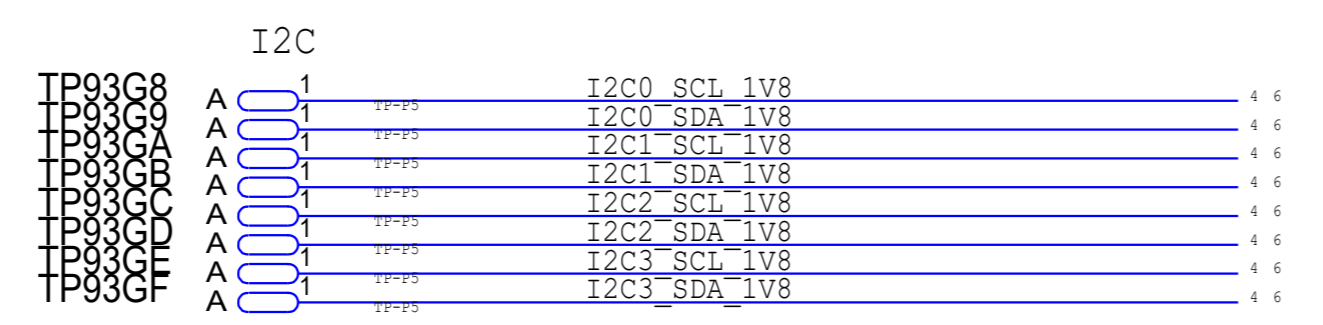 I2C
TP93G8 A 1 TP-P5 I2C0_SCL_1V8 4 6
TP93G9 A 1 TP-P5 I2C0_SDA_1V8 4 6
TP93GA A 1 TP-P5 I2C1_SCL_1V8 4 6
TP93GB A 1 TP-P5 I2C1_SDA_1V8 4 6
TP93GC A 1 TP-P5 I2C2_SCL_1V8 4 6
TP93GD A 1 TP-P5 I2C2_SDA_1V8 4 6
TP93GE A 1 TP-P5 I2C3_SCL_1V8 4 6
TP93GF A 1 TP-P5 I2C3_SDA_1V8 4 6